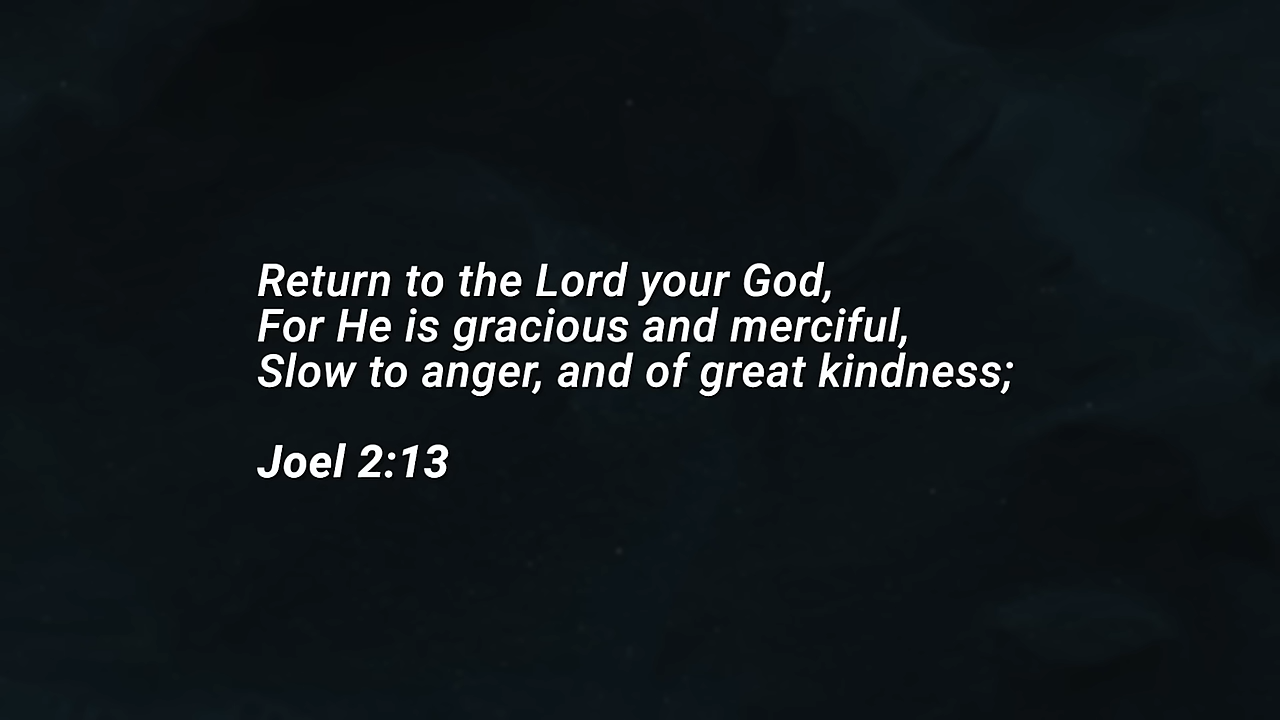 Return to the Lord your God,
For He is gracious and merciful,
Slow to anger, and of great kindness;
Joel 2:13